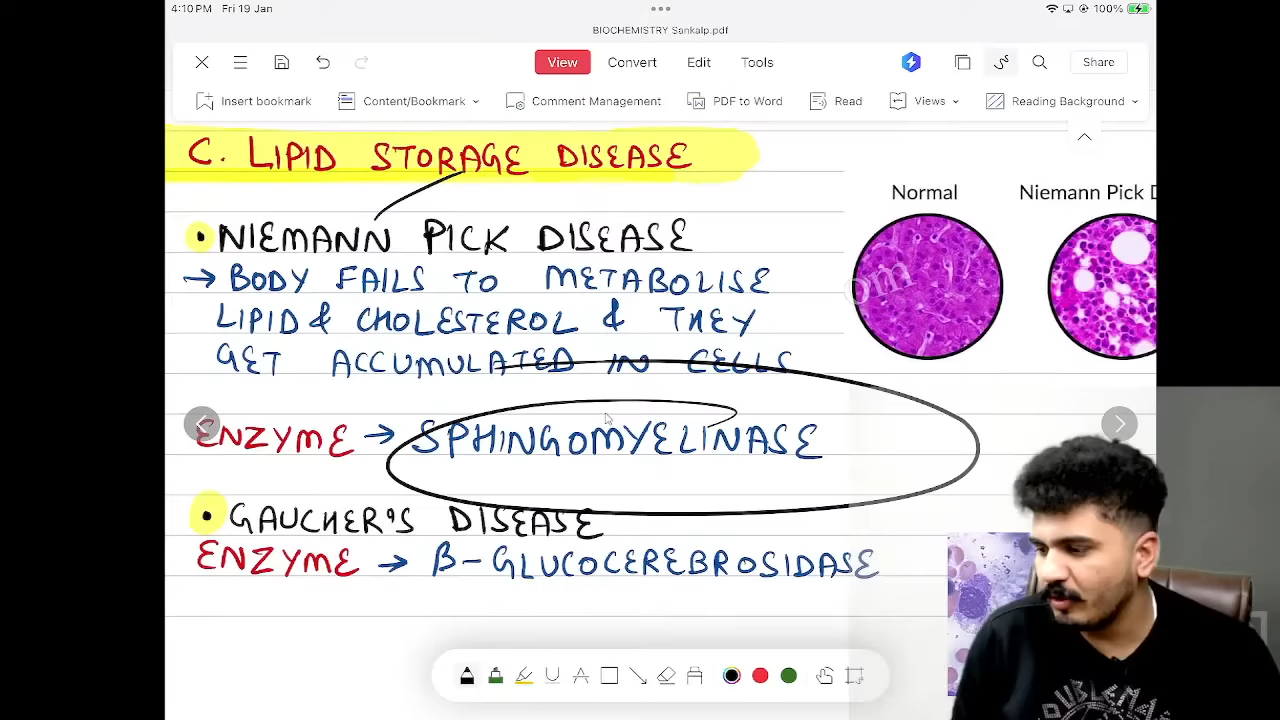 4:10 PM Fri 19 Jan
100%
BIOCHEMISTRY Sankalp.pdf
View Convert Edit Tools
Share
Insert bookmark Content/Bookmark Comment Management PDF to Word Read Views Reading Background
C. LIPID STORAGE DISEASE
Normal Niemann Pick D
• NIEMANN PICK DISEASE
→ BODY FAILS TO METABOLISE
LIPID & CHOLESTEROL & THEY
GET ACCUMULATED IN CELLS
om
ENZYME → SPHINGOMYELINASE
• GAUCHER'S DISEASE
ENZYME → β-GLUCOCEREBROSIDASE